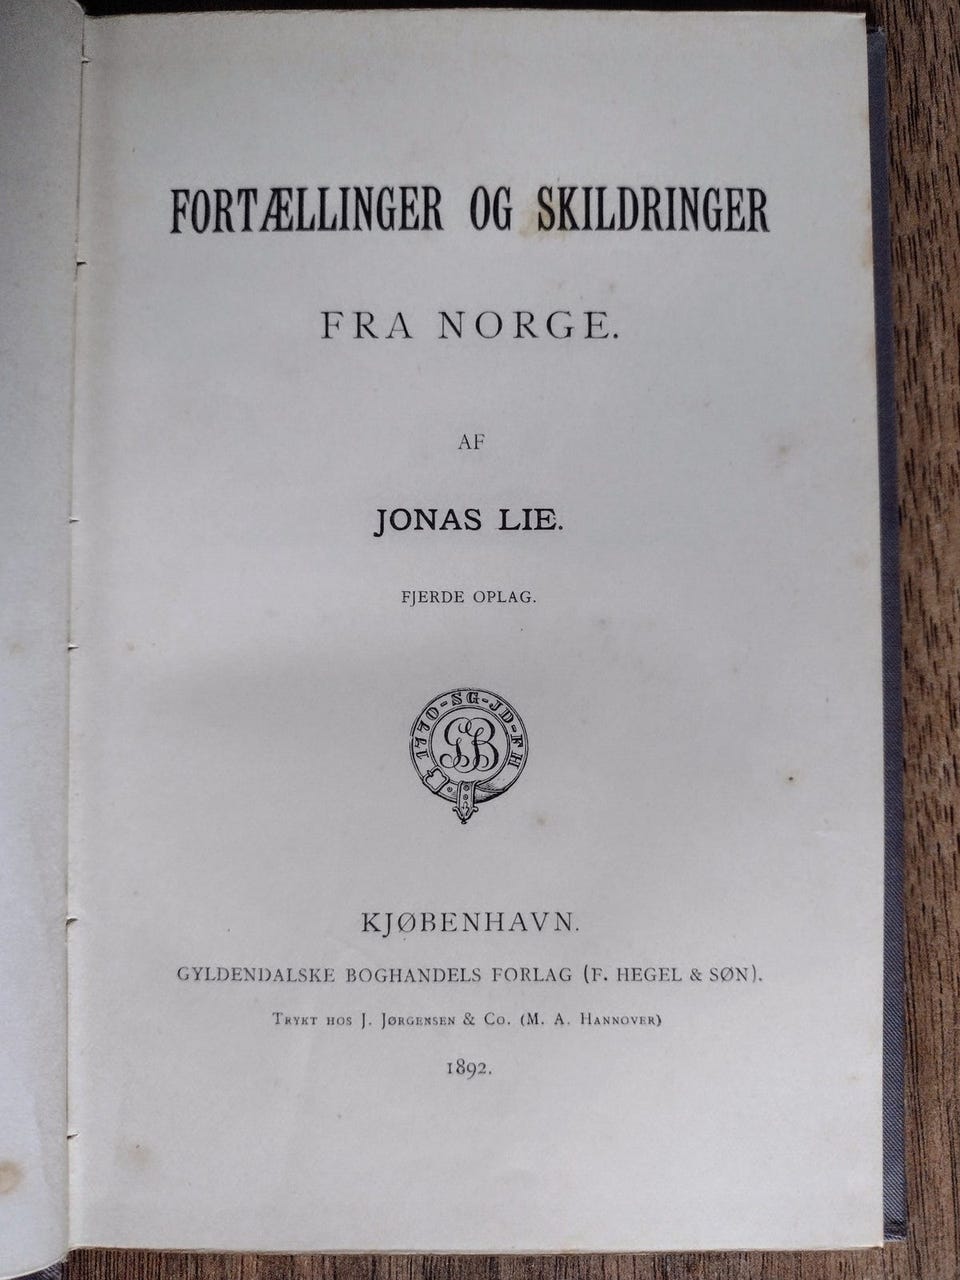 FORTÆLLINGER OG SKILDRINGER
FRA NORGE.
AF
JONAS LIE.
FJERDE OPLAG.
1770-SG-JD-FH
GB
KJØBENHAVN.
GYLDENDALSKE BOGHANDELS FORLAG (F. HEGEL & SØN).
TRYKT HOS J. JØRGENSEN & CO. (M. A. HANNOVER)
1892.